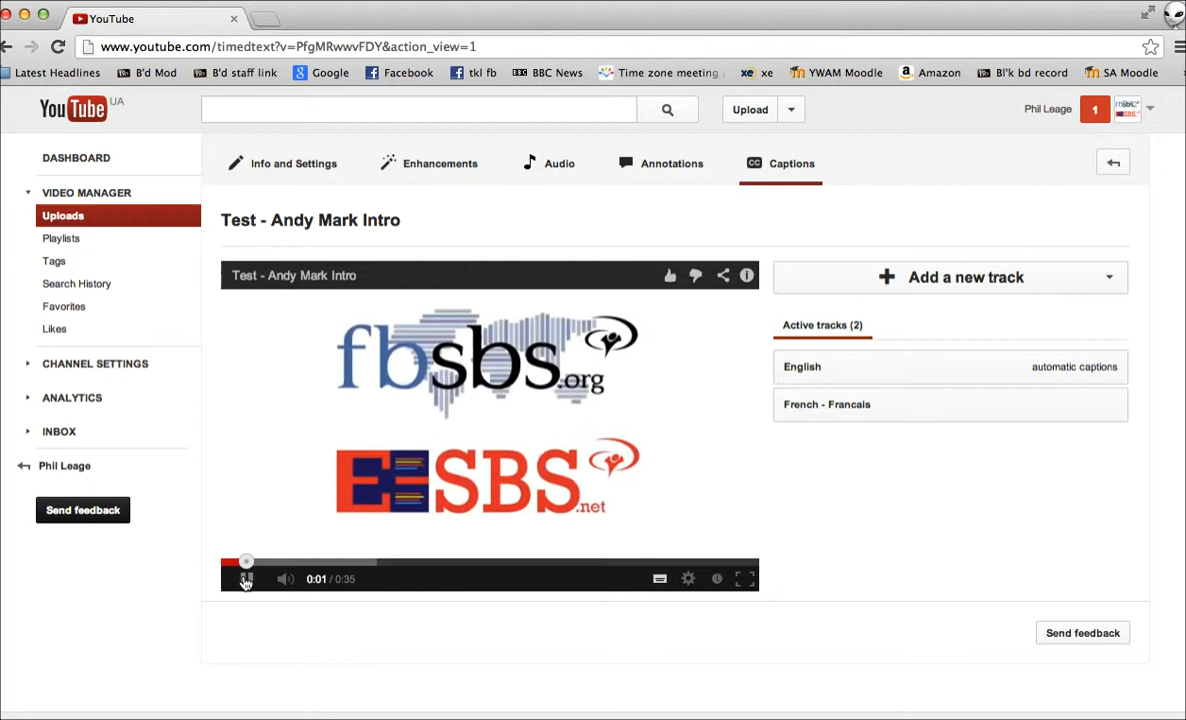 YouTube
www.youtube.com/timedtext?v=PfgMRwwvFDY&action_view=1
Latest Headlines B'd Mod B'd staff link Google Facebook tkl fb BBC News Time zone meeting xe xe YWAM Moodle Amazon Bl'k bd record SA Moodle
YouTube UA Upload Phil Leage 1
DASHBOARD
VIDEO MANAGER
Uploads
Playlists
Tags
Search History
Favorites
Likes
CHANNEL SETTINGS
ANALYTICS
INBOX
Phil Leage
Send feedback
Info and Settings Enhancements Audio Annotations CC Captions
Test - Andy Mark Intro
Test - Andy Mark Intro
fbsbs.org
EESBS.net
0:01 / 0:35
Add a new track
Active tracks (2)
English automatic captions
French - Francais
Send feedback